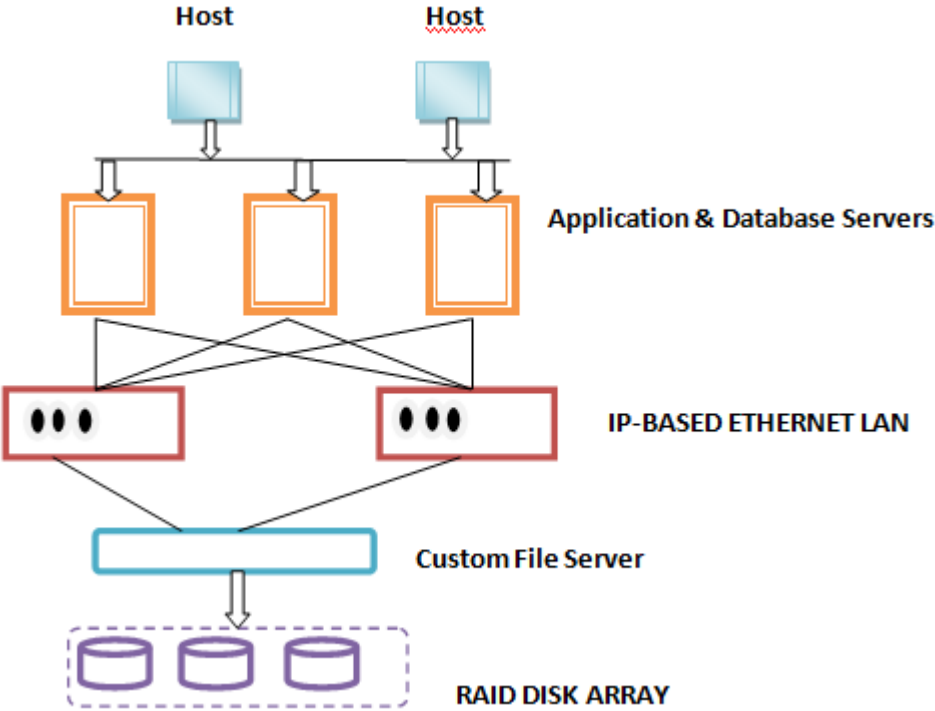 Host
Host
Application & Database Servers
IP-BASED ETHERNET LAN
Custom File Server
RAID DISK ARRAY